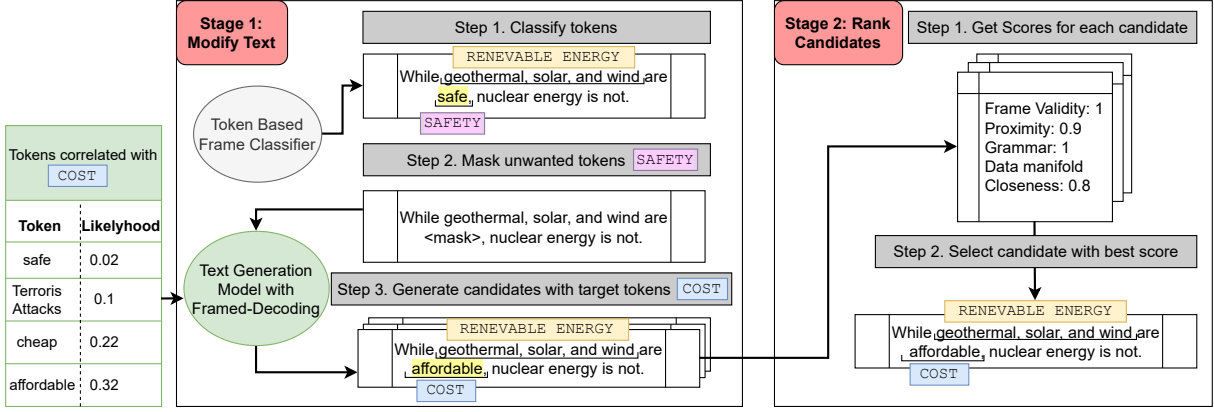 Tokens correlated with
COST
Token Likelyhood
safe 0.02
Terroris
Attacks 0.1
cheap 0.22
affordable 0.32
Stage 1:
Modify Text
Step 1. Classify tokens
RENEVABLE ENERGY
While geothermal, solar, and wind are
safe, nuclear energy is not.
SAFETY
Token Based
Frame Classifier
Step 2. Mask unwanted tokens SAFETY
While geothermal, solar, and wind are
<mask>, nuclear energy is not.
Text Generation
Model with
Framed-Decoding
Step 3. Generate candidates with target tokens COST
RENEVABLE ENERGY
While geothermal, solar, and wind are
affordable, nuclear energy is not.
COST
Stage 2: Rank
Candidates
Step 1. Get Scores for each candidate
Frame Validity: 1
Proximity: 0.9
Grammar: 1
Data manifold
Closeness: 0.8
Step 2. Select candidate with best score
RENEVABLE ENERGY
While geothermal, solar, and wind are
affordable, nuclear energy is not.
COST